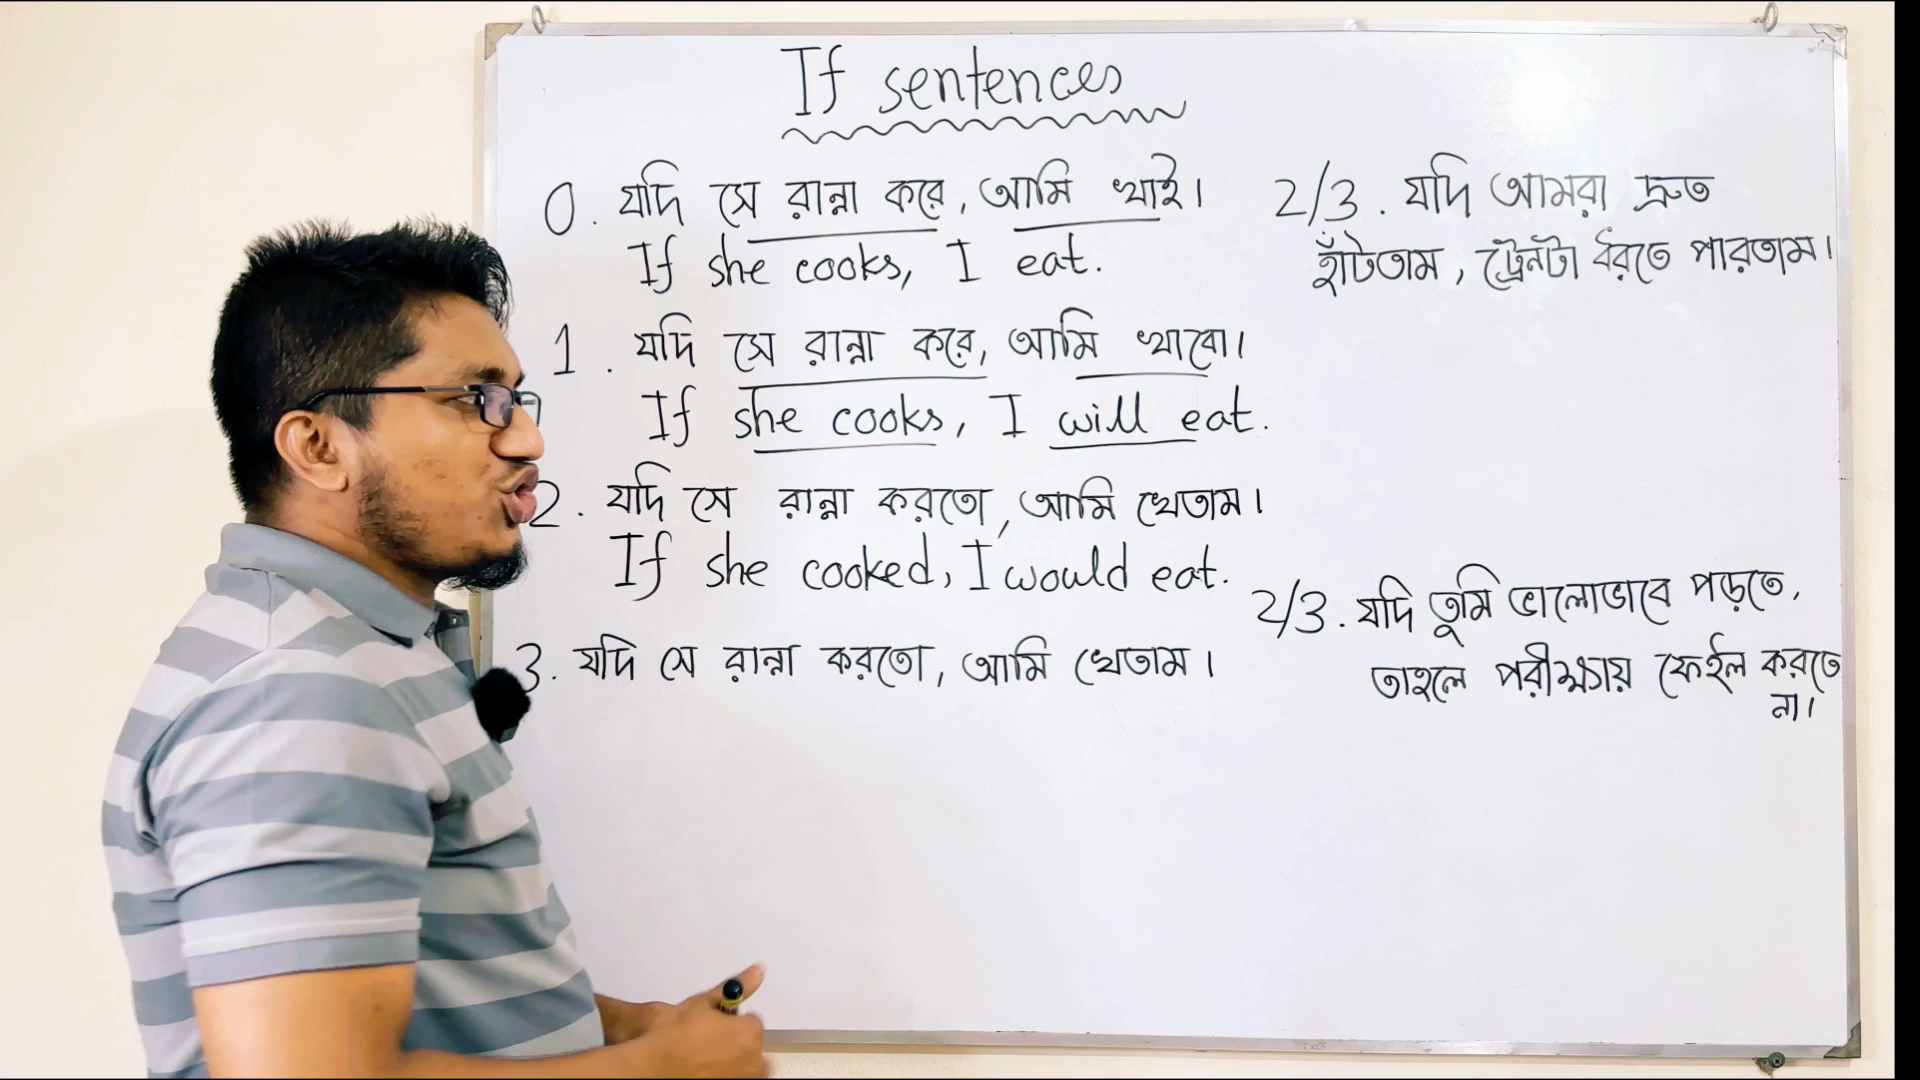 If sentences
0. যদি সে রান্না করে, আমি খাই।
If she cooks, I eat.
1. যদি সে রান্না করে, আমি খাবো।
If she cooks, I will eat.
2. যদি সে রান্না করতো, আমি খেতাম।
If she cooked, I would eat.
3. যদি সে রান্না করতো, আমি খেতাম।
2/3. যদি আমরা দ্রুত
হাঁটতাম, ট্রেনটা ধরতে পারতাম।
2/3. যদি তুমি ভালোভাবে পড়তে,
তাহলে পরীক্ষায় ফেইল করতে
না।